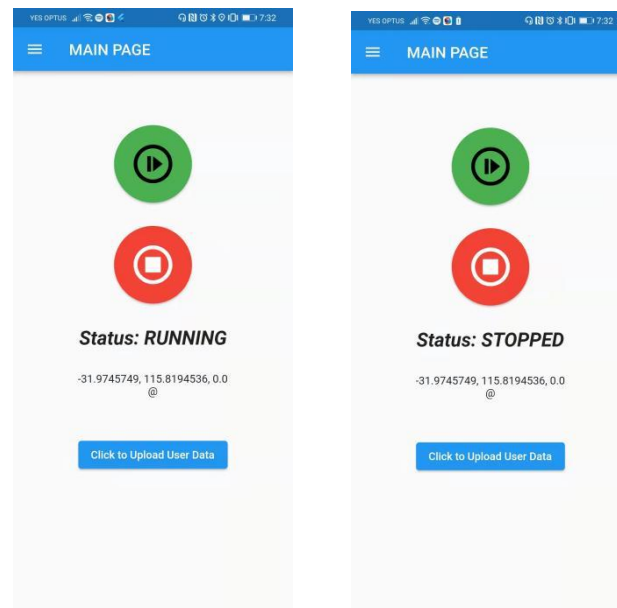 YES OPTUS 7:32
MAIN PAGE
Status: RUNNING
-31.9745749, 115.8194536, 0.0
@
Click to Upload User Data
YES OPTUS 7:32
MAIN PAGE
Status: STOPPED
-31.9745749, 115.8194536, 0.0
@
Click to Upload User Data